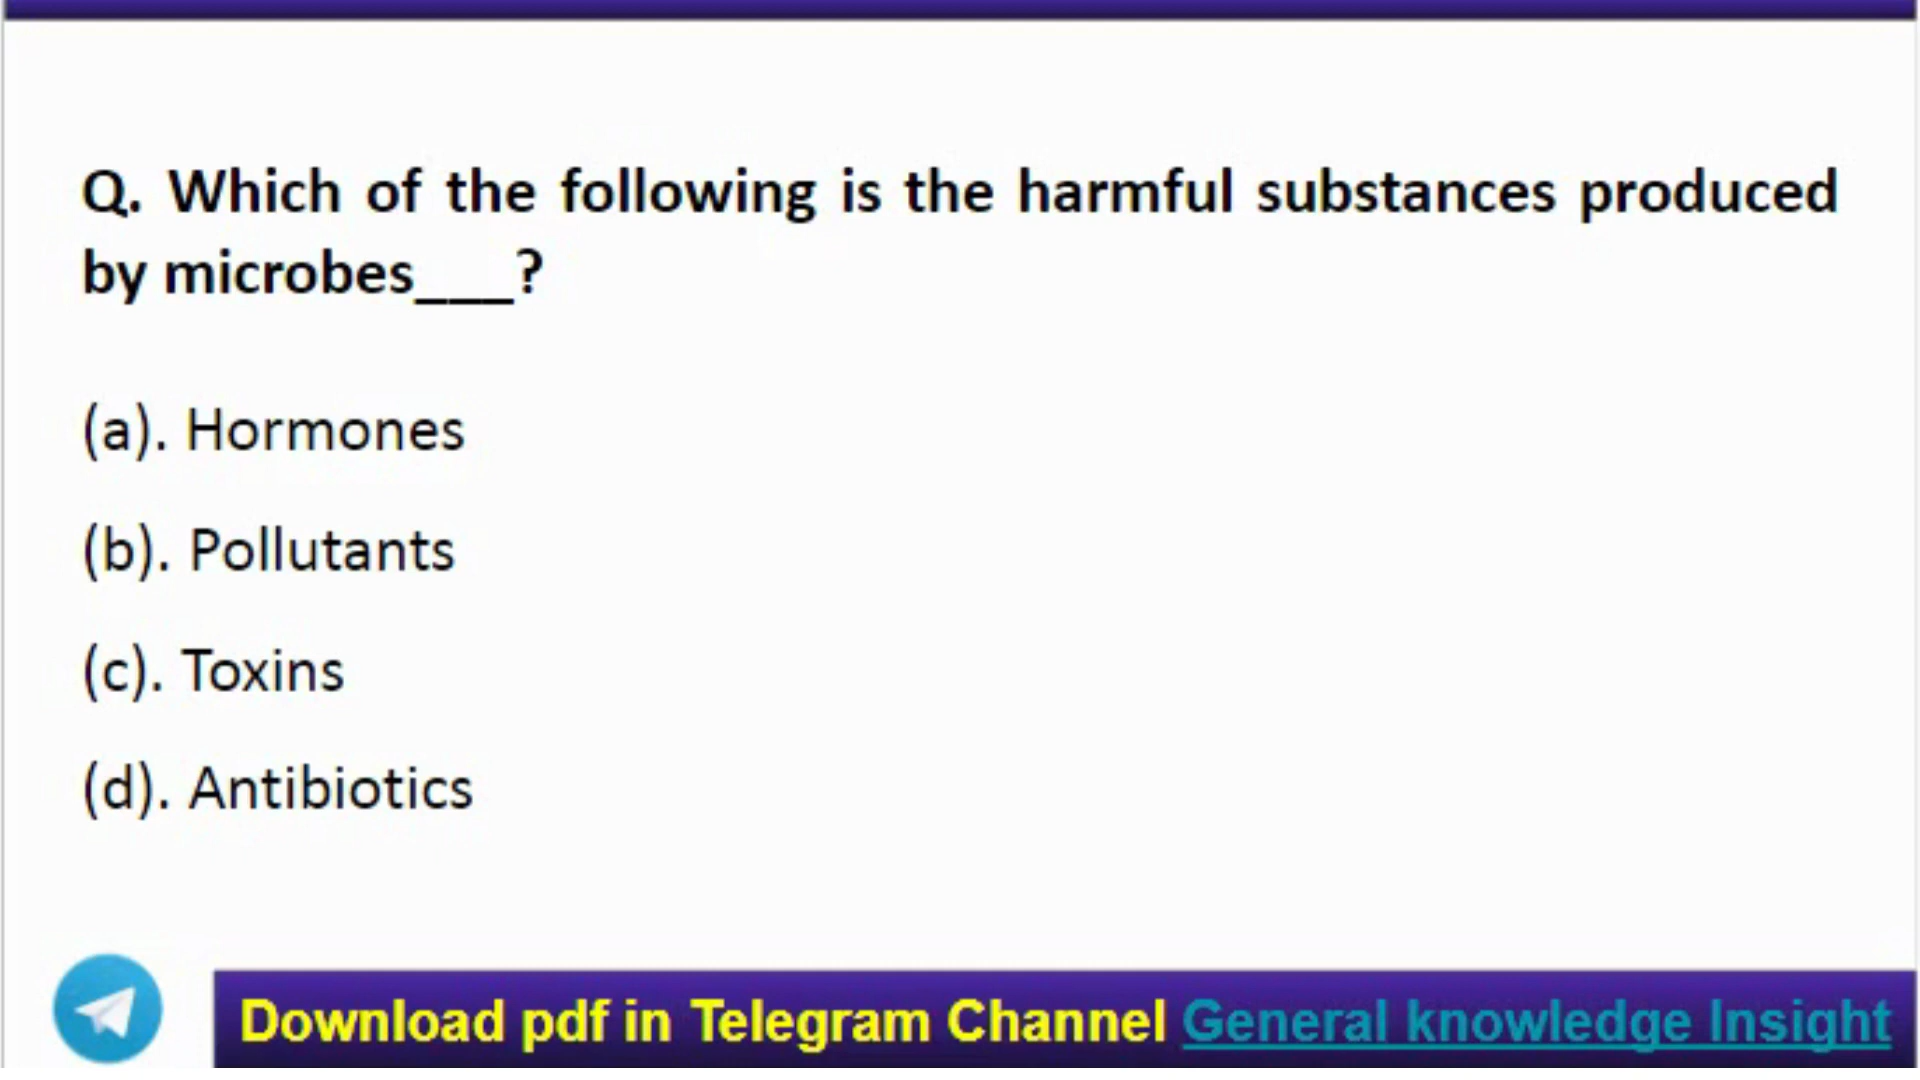 Q. Which of the following is the harmful substances produced
by microbes___?
(a). Hormones
(b). Pollutants
(c). Toxins
(d). Antibiotics
Download pdf in Telegram Channel General knowledge Insight